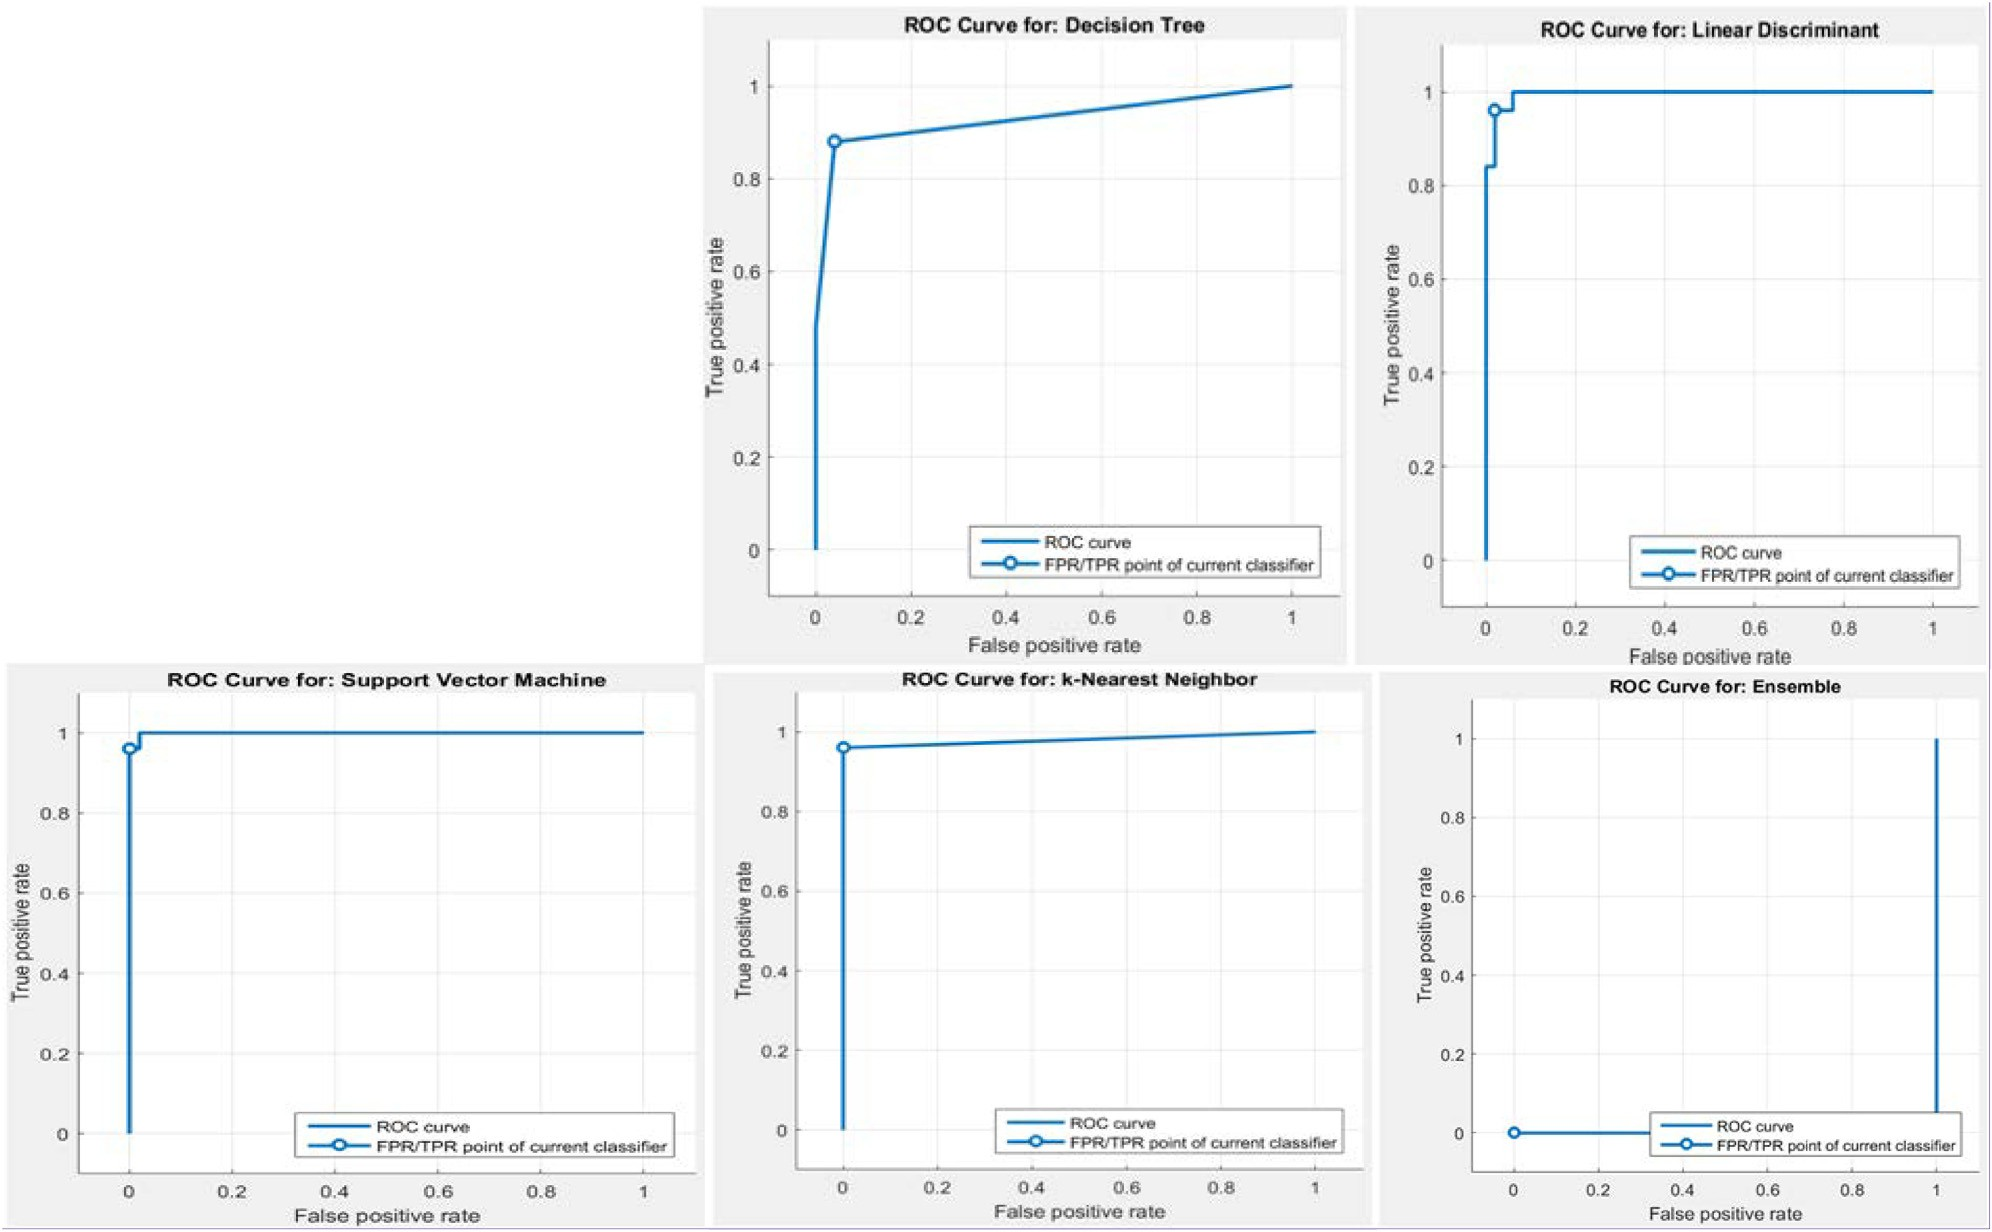 ROC Curve for: Decision Tree
True positive rate
1
0.8
0.6
0.4
0.2
0
ROC curve
FPR/TPR point of current classifier
0 0.2 0.4 0.6 0.8 1
False positive rate
ROC Curve for: Linear Discriminant
True positive rate
1
0.8
0.6
0.4
0.2
0
ROC curve
FPR/TPR point of current classifier
0 0.2 0.4 0.6 0.8 1
False positive rate
ROC Curve for: Support Vector Machine
True positive rate
1
0.8
0.6
0.4
0.2
0
ROC curve
FPR/TPR point of current classifier
0 0.2 0.4 0.6 0.8 1
False positive rate
ROC Curve for: k-Nearest Neighbor
True positive rate
1
0.8
0.6
0.4
0.2
0
ROC curve
FPR/TPR point of current classifier
0 0.2 0.4 0.6 0.8 1
False positive rate
ROC Curve for: Ensemble
True positive rate
1
0.8
0.6
0.4
0.2
0
ROC curve
FPR/TPR point of current classifier
0 0.2 0.4 0.6 0.8 1
False positive rate